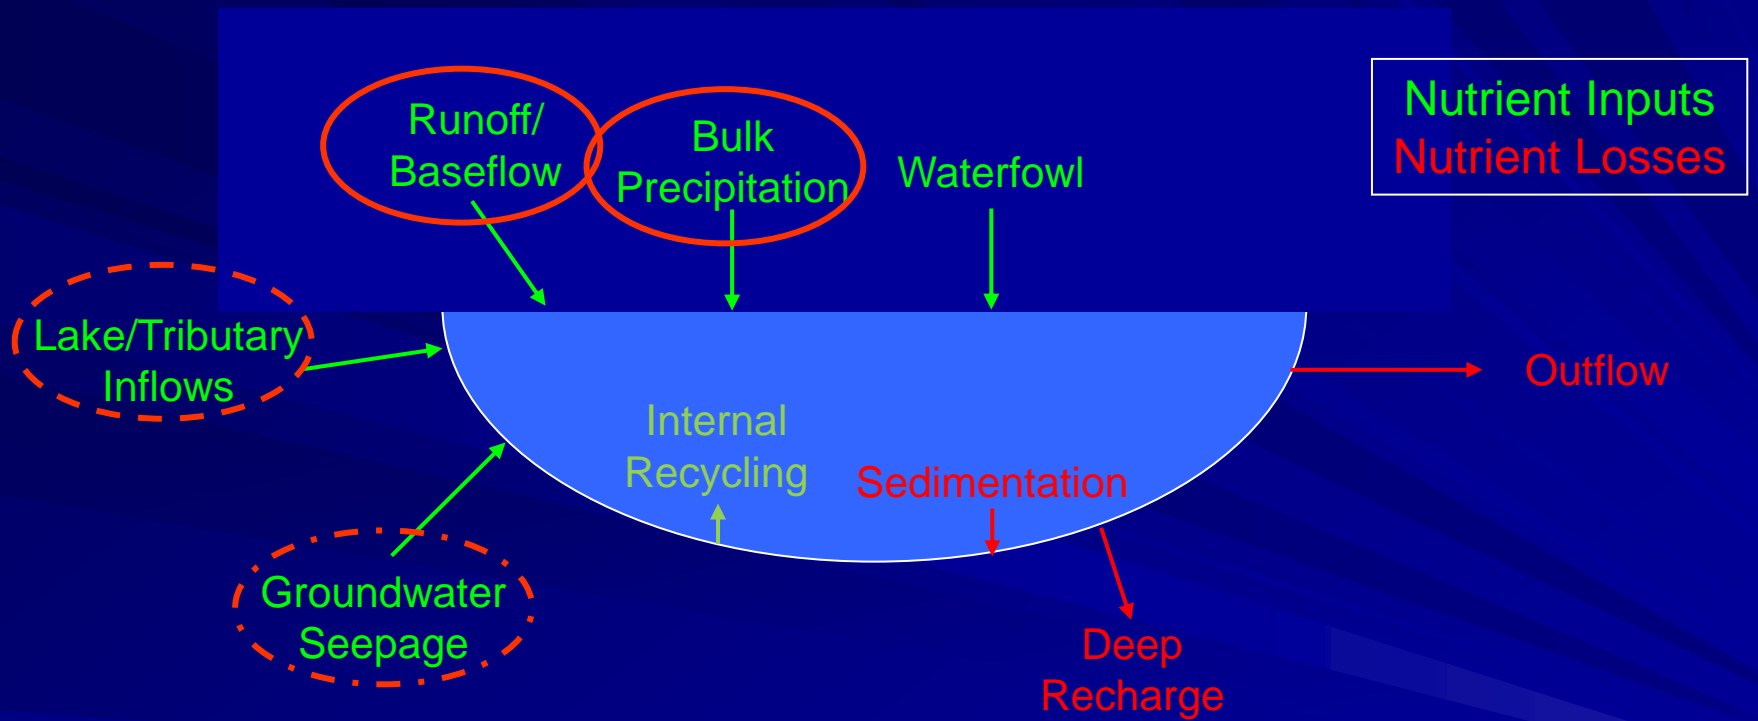 Runoff/
Baseflow
Bulk
Precipitation
Waterfowl
Nutrient Inputs
Nutrient Losses
Lake/Tributary
Inflows
Outflow
Internal
Recycling
Sedimentation
Groundwater
Seepage
Deep
Recharge